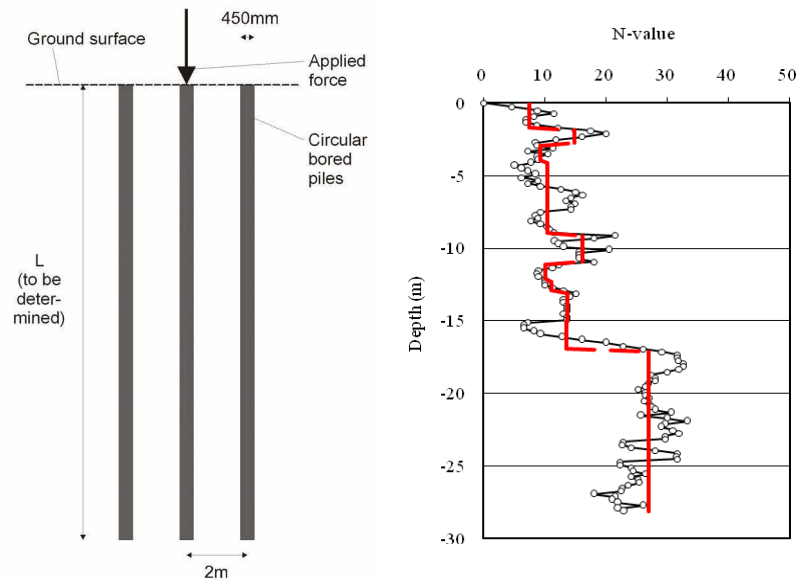 450mm
Ground surface
Applied
force
Circular
bored
piles
L
(to be
deter-
mined)
2m
N-value
0 10 20 30 40 50
0
-5
-10
-15
-20
-25
-30
Depth (m)